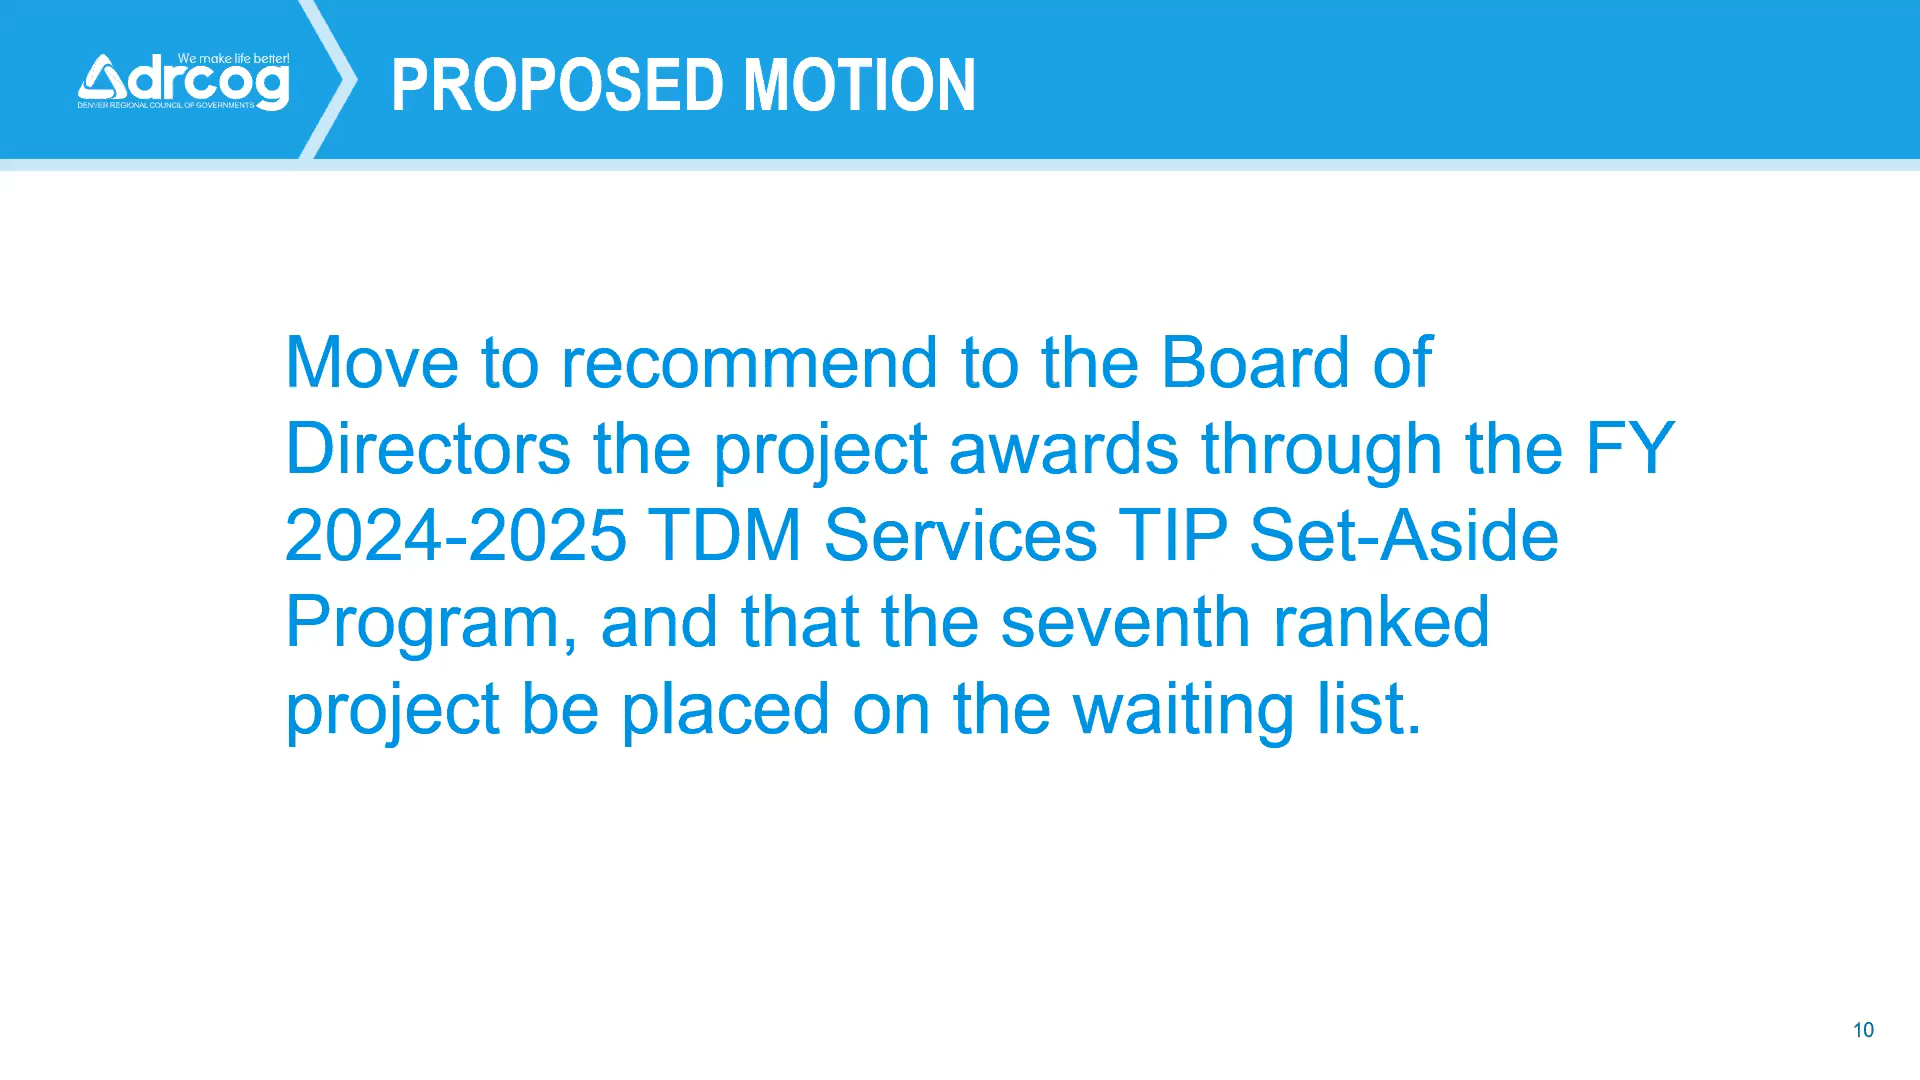 We make life better!
drcog
DENVER REGIONAL COUNCIL OF GOVERNMENTS
PROPOSED MOTION
Move to recommend to the Board of
Directors the project awards through the FY
2024-2025 TDM Services TIP Set-Aside
Program, and that the seventh ranked
project be placed on the waiting list.
10